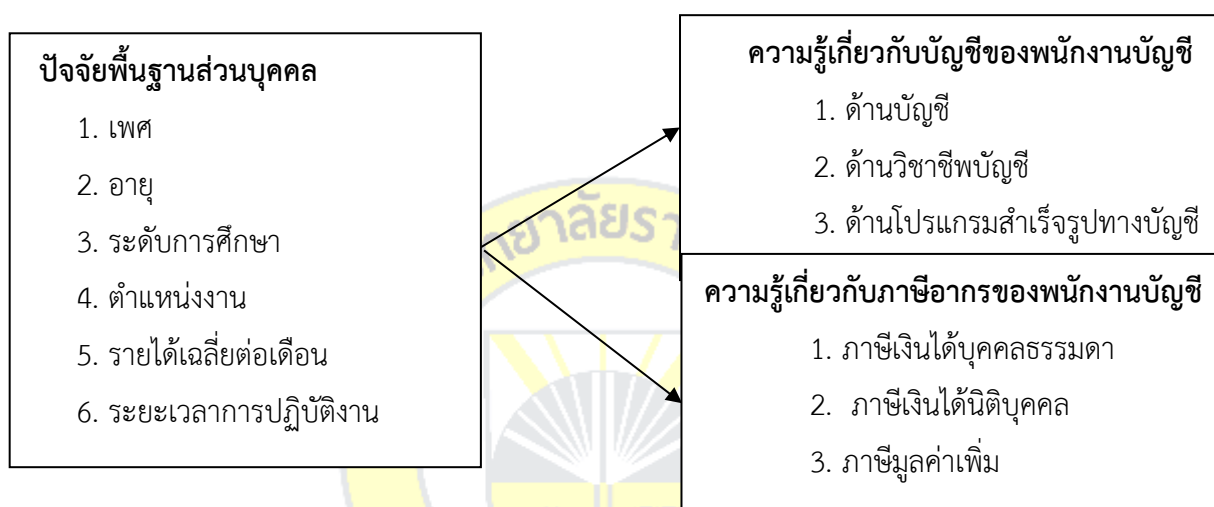 ปัจจัยพื้นฐานส่วนบุคคล
1. เพศ
2. อายุ
3. ระดับการศึกษา
4. ตำแหน่งงาน
5. รายได้เฉลี่ยต่อเดือน
6. ระยะเวลาการปฏิบัติงาน
ความรู้เกี่ยวกับบัญชีของพนักงานบัญชี
1. ด้านบัญชี
2. ด้านวิชาชีพบัญชี
3. ด้านโปรแกรมสำเร็จรูปทางบัญชี
ความรู้เกี่ยวกับภาษีอากรของพนักงานบัญชี
1. ภาษีเงินได้บุคคลธรรมดา
2. ภาษีเงินได้นิติบุคคล
3. ภาษีมูลค่าเพิ่ม